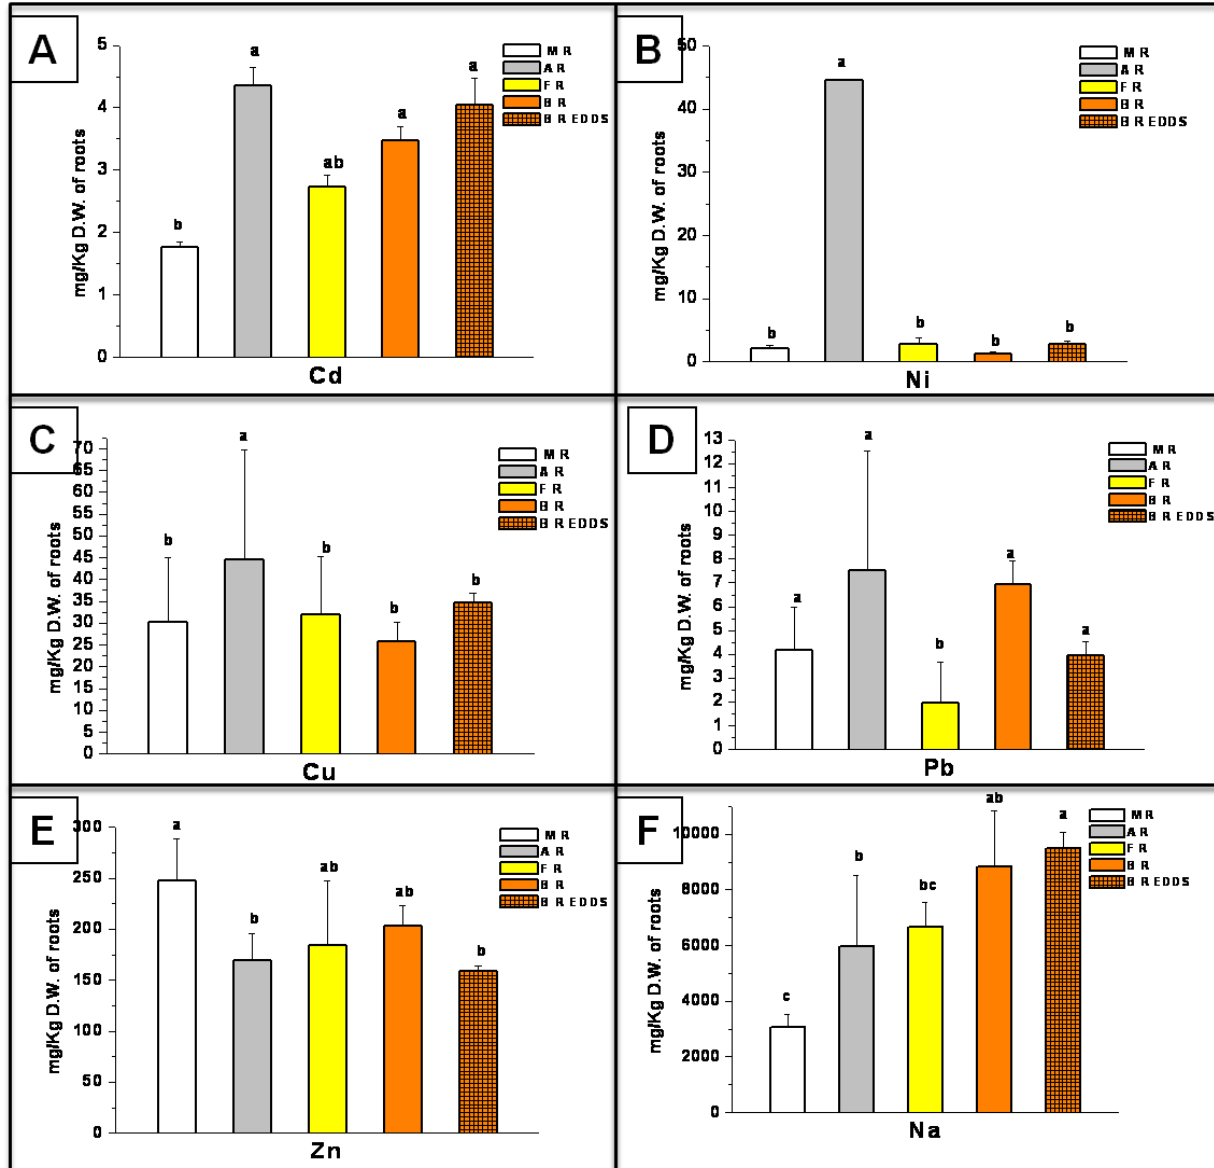 A
mg/Kg D.W. of roots
5
4
3
2
1
0
b
a
ab
a
a
M R
A R
F R
B R
B R EDDS
Cd
B
mg/Kg D.W. of roots
50
40
30
20
10
0
b
a
b
b
b
M R
A R
F R
B R
B R EDDS
Ni
C
mg/Kg D.W. of roots
70
65
60
55
50
45
40
35
30
25
20
15
10
5
0
b
a
b
b
b
M R
A R
F R
B R
B R EDDS
Cu
D
mg/Kg D.W. of roots
13
12
11
10
9
8
7
6
5
4
3
2
1
0
a
a
b
a
a
M R
A R
F R
B R
B R EDDS
Pb
E
mg/Kg D.W. of roots
300
250
200
150
100
50
0
a
b
ab
ab
b
M R
A R
F R
B R
B R EDDS
Zn
F
mg/Kg D.W. of roots
10000
8000
6000
4000
2000
0
c
b
bc
ab
a
M R
A R
F R
B R
B R EDDS
Na